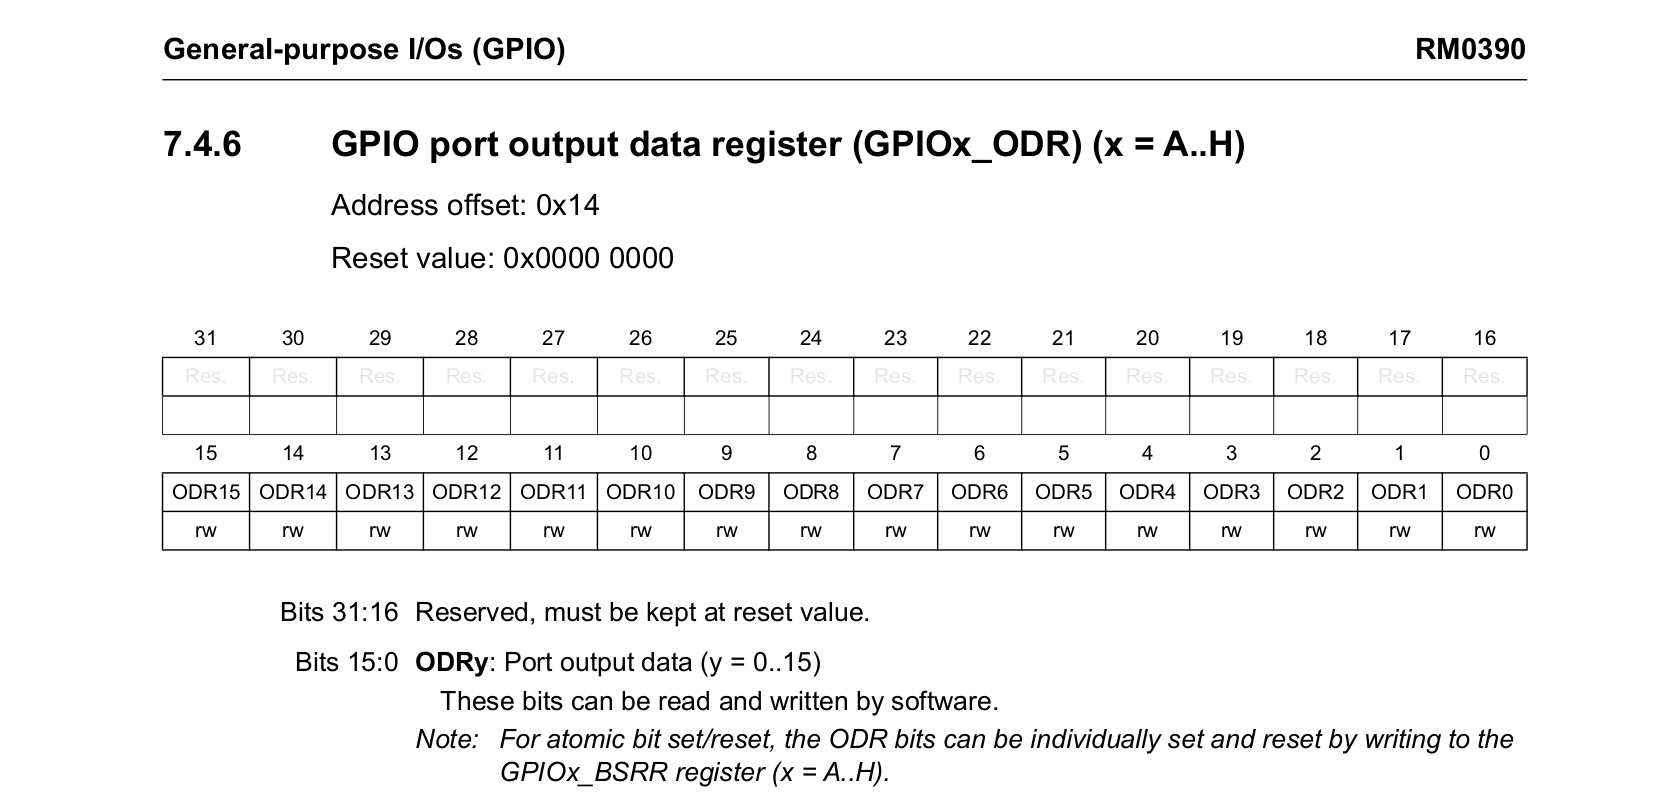 General-purpose I/Os (GPIO) RM0390
7.4.6 GPIO port output data register (GPIOx_ODR) (x = A..H)
Address offset: 0x14
Reset value: 0x0000 0000
31 30 29 28 27 26 25 24 23 22 21 20 19 18 17 16
Res. Res. Res. Res. Res. Res. Res. Res. Res. Res. Res. Res. Res. Res. Res. Res.
15 14 13 12 11 10 9 8 7 6 5 4 3 2 1 0
ODR15 ODR14 ODR13 ODR12 ODR11 ODR10 ODR9 ODR8 ODR7 ODR6 ODR5 ODR4 ODR3 ODR2 ODR1 ODR0
rw rw rw rw rw rw rw rw rw rw rw rw rw rw rw rw
Bits 31:16 Reserved, must be kept at reset value.
Bits 15:0 ODRy: Port output data (y = 0..15)
These bits can be read and written by software.
Note: For atomic bit set/reset, the ODR bits can be individually set and reset by writing to the
GPIOx_BSRR register (x = A..H).